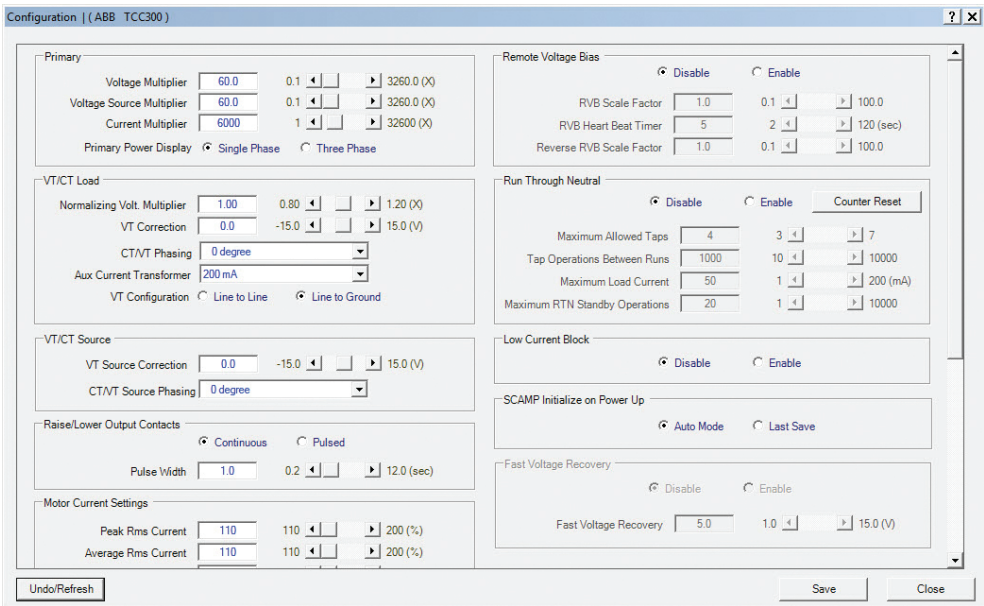 Configuration | ( ABB TCC300 )
? X
Primary
Voltage Multiplier 60.0 0.1 3260.0 (X)
Voltage Source Multiplier 60.0 0.1 3260.0 (X)
Current Multiplier 6000 1 32600 (X)
Primary Power Display Single Phase Three Phase
VT/CT Load
Normalizing Volt. Multiplier 1.00 0.80 1.20 (X)
VT Correction 0.0 -15.0 15.0 (V)
CT/VT Phasing 0 degree
Aux Current Transformer 200 mA
VT Configuration Line to Line Line to Ground
VT/CT Source
VT Source Correction 0.0 -15.0 15.0 (V)
CT/VT Source Phasing 0 degree
Raise/Lower Output Contacts
Continuous Pulsed
Pulse Width 1.0 0.2 12.0 (sec)
Motor Current Settings
Peak Rms Current 110 110 200 (%)
Average Rms Current 110 110 200 (%)
Remote Voltage Bias
Disable Enable
RVB Scale Factor 1.0 0.1 100.0
RVB Heart Beat Timer 5 2 120 (sec)
Reverse RVB Scale Factor 1.0 0.1 100.0
Run Through Neutral
Disable Enable Counter Reset
Maximum Allowed Taps 4 3 7
Tap Operations Between Runs 1000 10 10000
Maximum Load Current 50 1 200 (mA)
Maximum RTN Standby Operations 20 1 10000
Low Current Block
Disable Enable
SCAMP Initialize on Power Up
Auto Mode Last Save
Fast Voltage Recovery
Disable Enable
Fast Voltage Recovery 5.0 1.0 15.0 (V)
Undo/Refresh Save Close